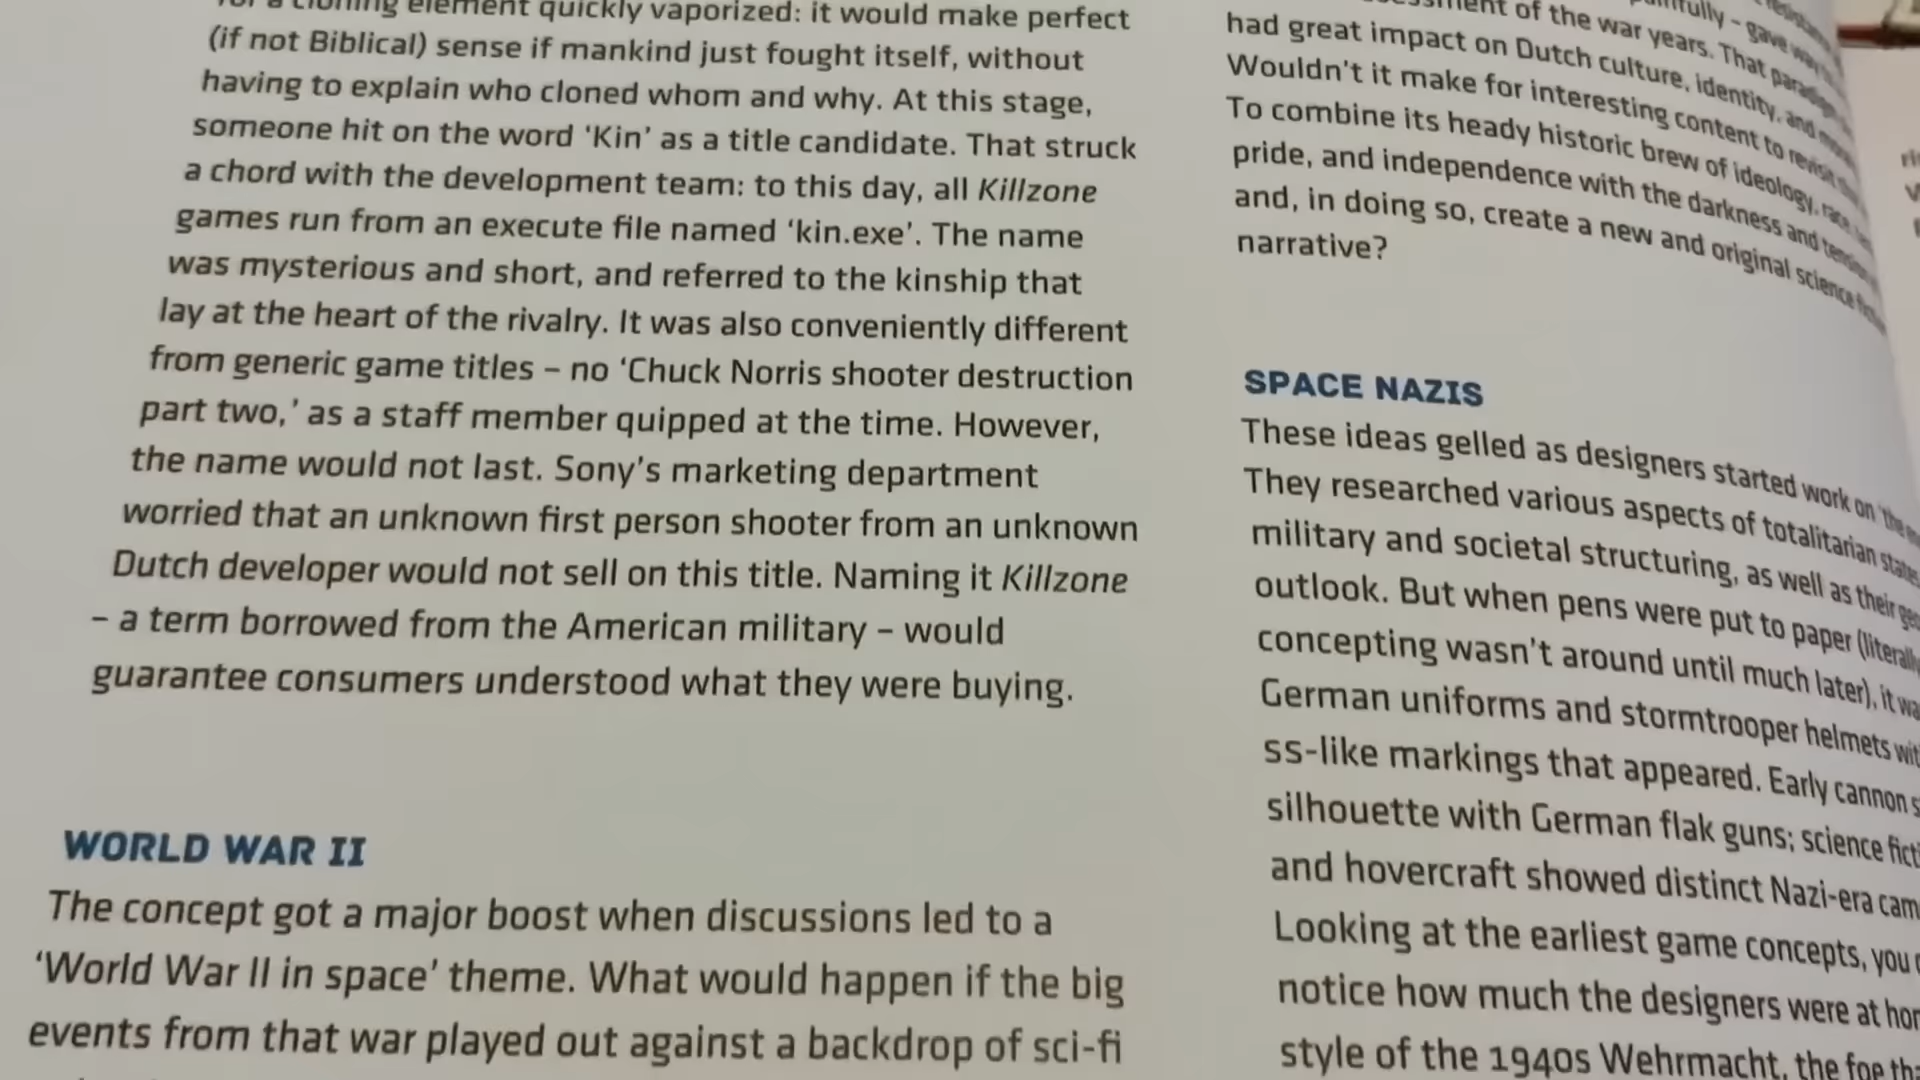 a cloning element quickly vaporized: it would make perfect
(if not Biblical) sense if mankind just fought itself, without
having to explain who cloned whom and why. At this stage,
someone hit on the word ‘Kin’ as a title candidate. That struck
a chord with the development team: to this day, all Killzone
games run from an execute file named ‘kin.exe’. The name
was mysterious and short, and referred to the kinship that
lay at the heart of the rivalry. It was also conveniently different
from generic game titles – no ‘Chuck Norris shooter destruction
part two,’ as a staff member quipped at the time. However,
the name would not last. Sony’s marketing department
worried that an unknown first person shooter from an unknown
Dutch developer would not sell on this title. Naming it Killzone
– a term borrowed from the American military – would
guarantee consumers understood what they were buying.
WORLD WAR II
The concept got a major boost when discussions led to a
‘World War II in space’ theme. What would happen if the big
events from that war played out against a backdrop of sci-fi
– gave way
of the war years. That
had great impact on Dutch culture, identity, and
Wouldn’t it make for interesting content to revisit
To combine its heady historic brew of ideology, race,
pride, and independence with the darkness and tension
and, in doing so, create a new and original science
narrative?
SPACE NAZIS
These ideas gelled as designers started work on
They researched various aspects of totalitarian states
military and societal structuring, as well as their
outlook. But when pens were put to paper (literally
concepting wasn’t around until much later), it
German uniforms and stormtrooper helmets
ss-like markings that appeared. Early cannon
silhouette with German flak guns; science
and hovercraft showed distinct Nazi-era
Looking at the earliest game concepts, you
notice how much the designers were at
style of the 1940s Wehrmacht, the foe